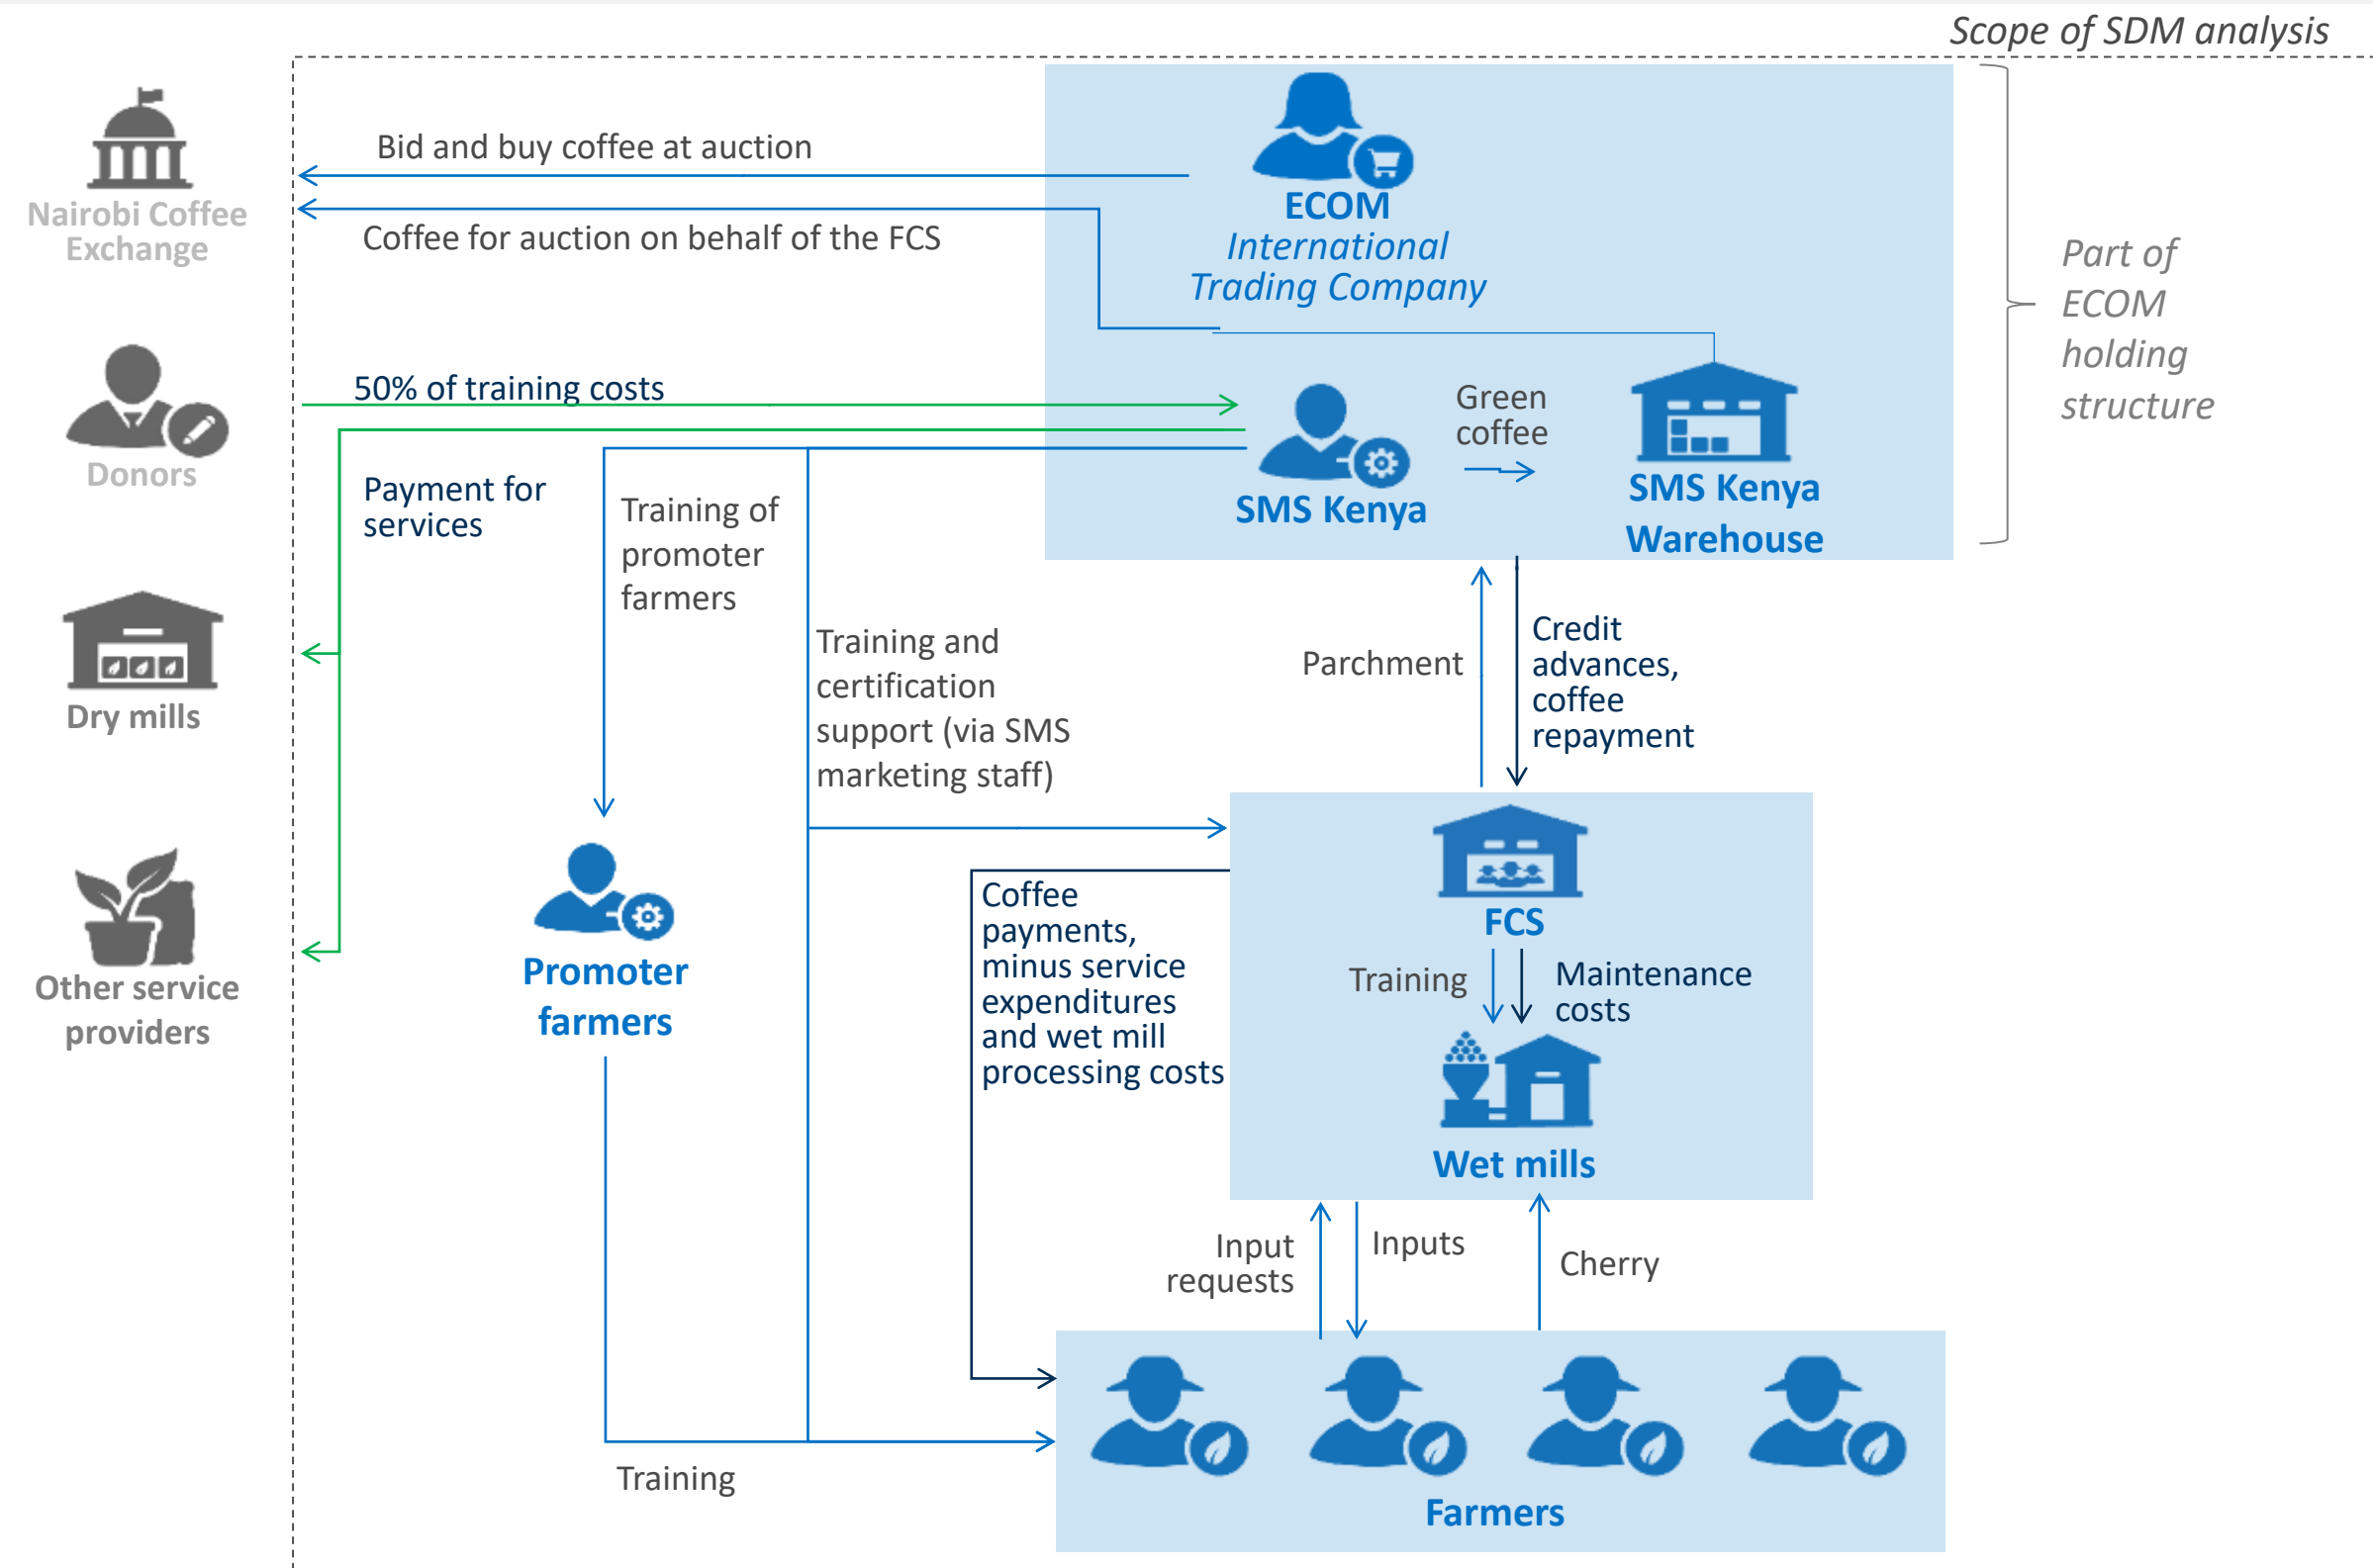 Scope of SDM analysis
Bid and buy coffee at auction
Nairobi Coffee
Exchange
Coffee for auction on behalf of the FCS
ECOM
International
Trading Company
Part of
ECOM
holding
structure
50% of training costs
Donors
Payment for
services
Training of
promoter
farmers
Green
coffee
SMS Kenya
SMS Kenya
Warehouse
Training and
certification
support (via SMS
marketing staff)
Parchment
Credit
advances,
coffee
repayment
Dry mills
Other service
providers
Promoter
farmers
Coffee
payments,
minus service
expenditures
and wet mill
processing costs
FCS
Training
Maintenance
costs
Wet mills
Input
requests
Inputs
Cherry
Training
Farmers